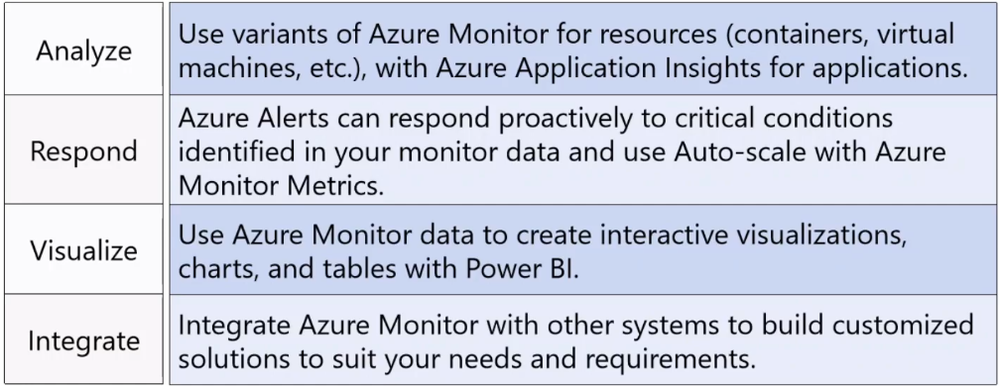 Analyze
Use variants of Azure Monitor for resources (containers, virtual
machines, etc.), with Azure Application Insights for applications.
Respond
Azure Alerts can respond proactively to critical conditions
identified in your monitor data and use Auto-scale with Azure
Monitor Metrics.
Visualize
Use Azure Monitor data to create interactive visualizations,
charts, and tables with Power BI.
Integrate
Integrate Azure Monitor with other systems to build customized
solutions to suit your needs and requirements.